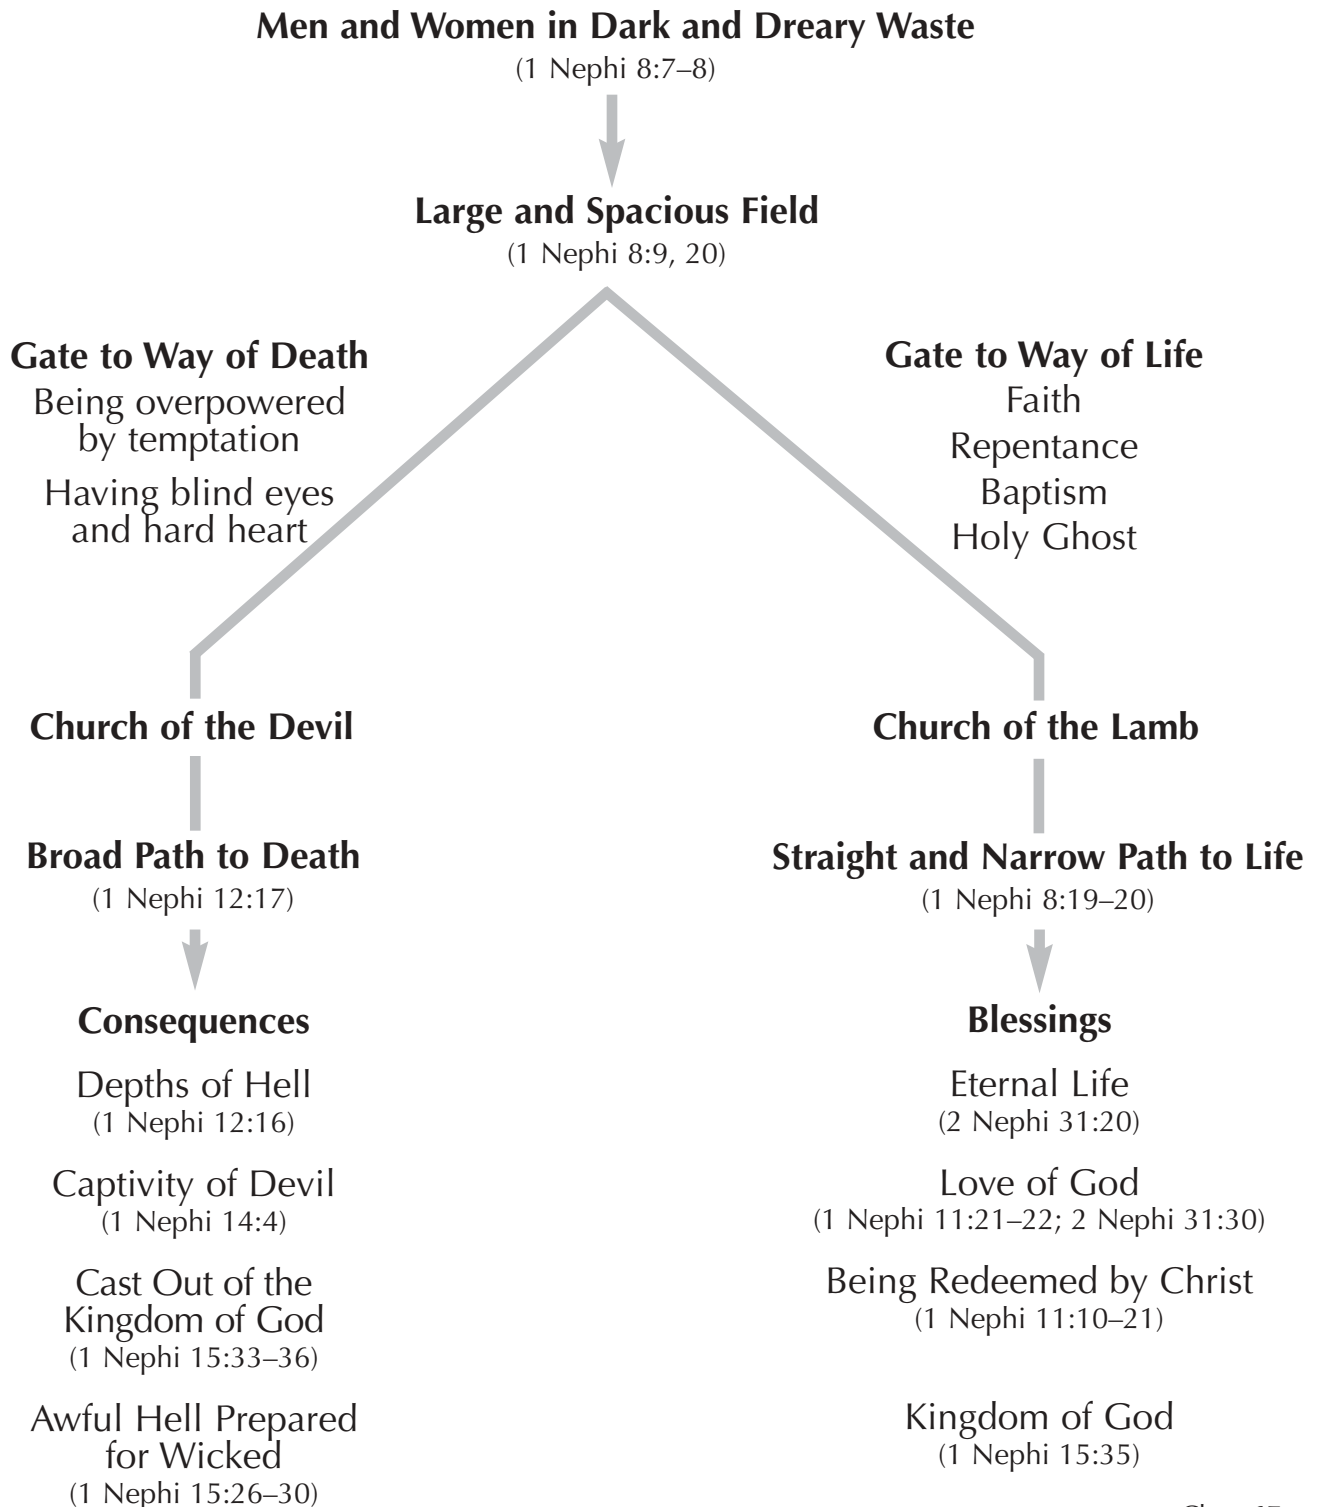 Men and Women in Dark and Dreary Waste
(1 Nephi 8:7–8)
Large and Spacious Field
(1 Nephi 8:9, 20)
Gate to Way of Death
Being overpowered
by temptation
Having blind eyes
and hard heart
Gate to Way of Life
Faith
Repentance
Baptism
Holy Ghost
Church of the Devil
Broad Path to Death
(1 Nephi 12:17)
Consequences
Depths of Hell
(1 Nephi 12:16)
Captivity of Devil
(1 Nephi 14:4)
Cast Out of the
Kingdom of God
(1 Nephi 15:33–36)
Awful Hell Prepared
for Wicked
(1 Nephi 15:26–30)
Church of the Lamb
Straight and Narrow Path to Life
(1 Nephi 8:19–20)
Blessings
Eternal Life
(2 Nephi 31:20)
Love of God
(1 Nephi 11:21–22; 2 Nephi 31:30)
Being Redeemed by Christ
(1 Nephi 11:10–21)
Kingdom of God
(1 Nephi 15:35)